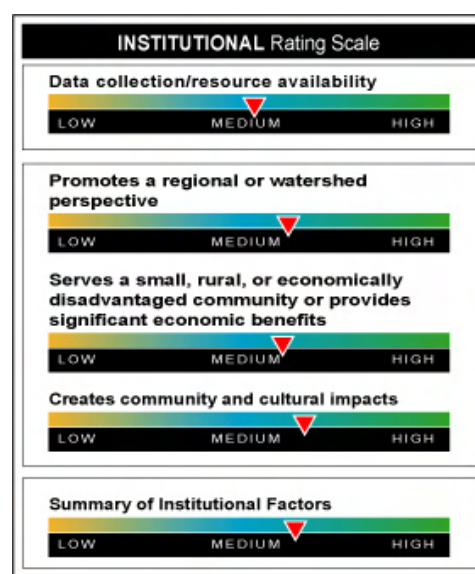 INSTITUTIONAL Rating Scale
Data collection/resource availability
LOW MEDIUM HIGH
Promotes a regional or watershed
perspective
LOW MEDIUM HIGH
Serves a small, rural, or economically
disadvantaged community or provides
significant economic benefits
LOW MEDIUM HIGH
Creates community and cultural impacts
LOW MEDIUM HIGH
Summary of Institutional Factors
LOW MEDIUM HIGH